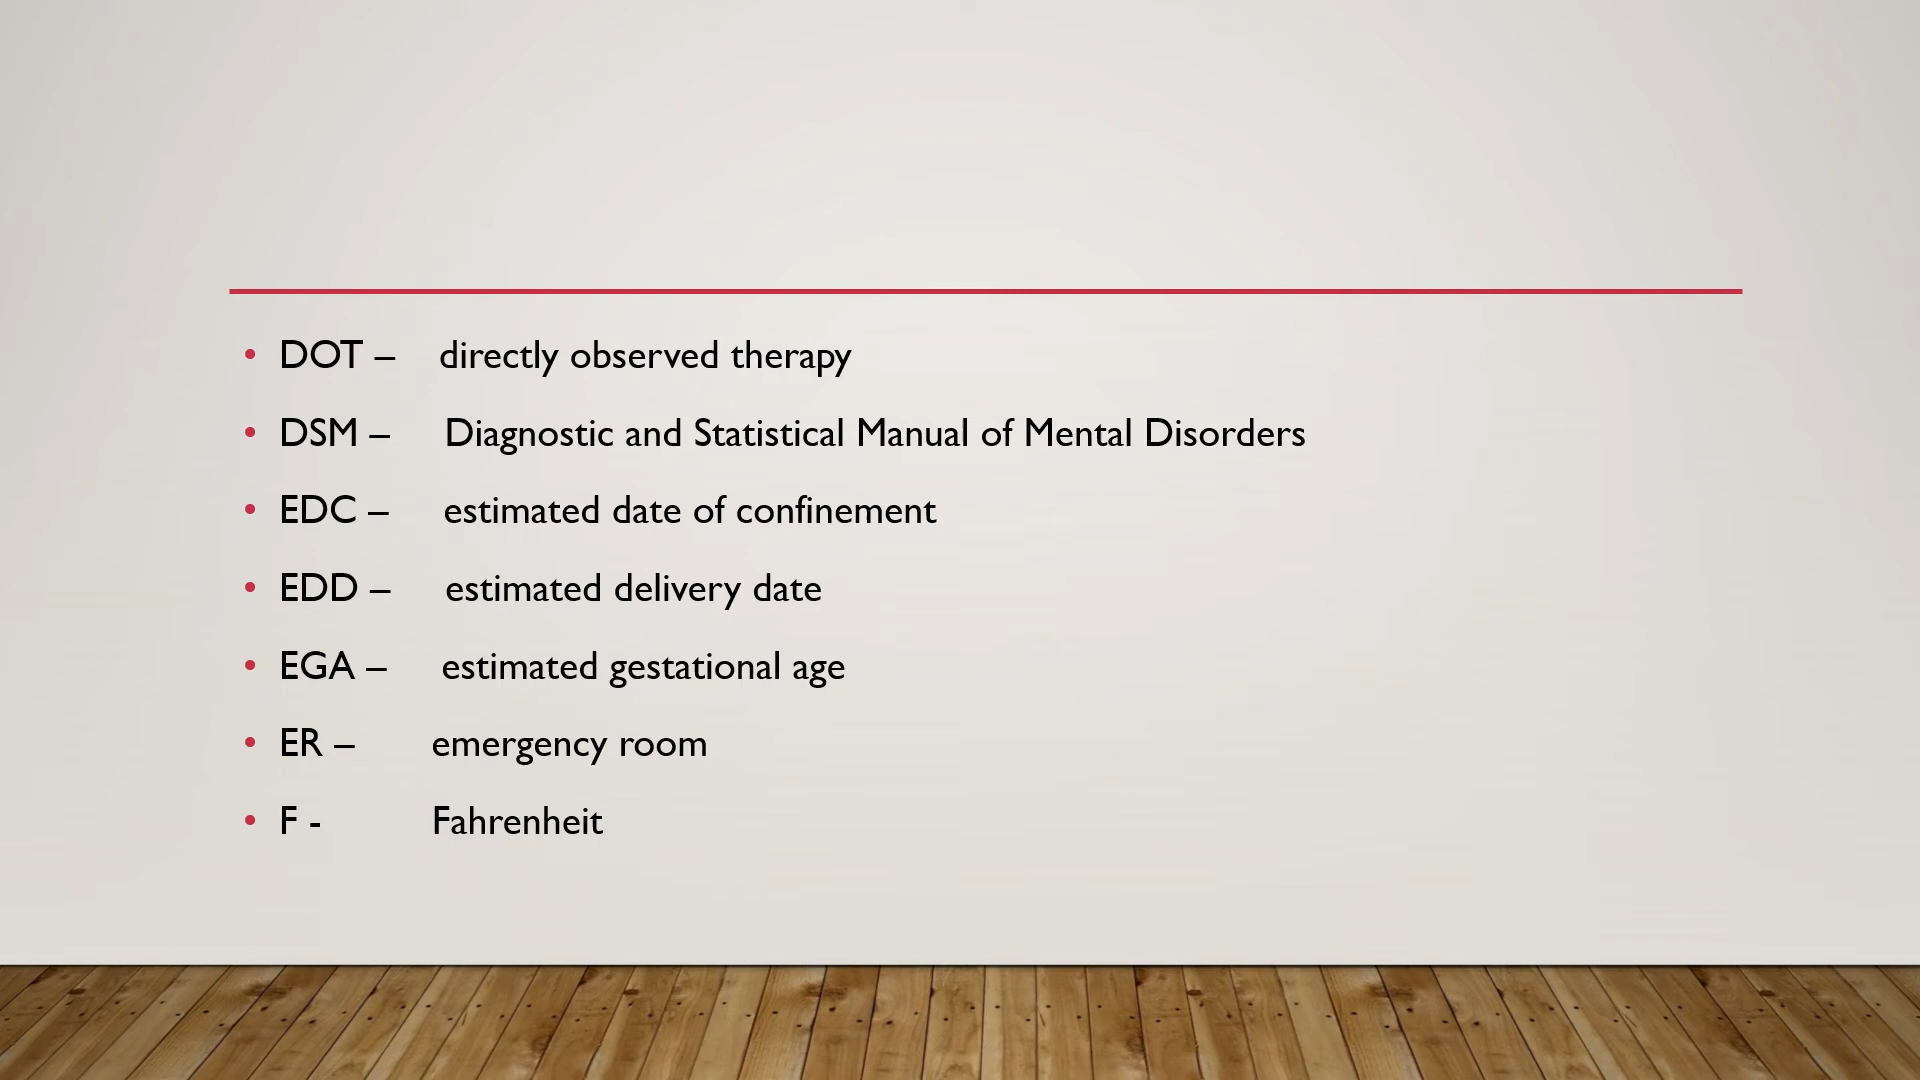 • DOT – directly observed therapy
• DSM – Diagnostic and Statistical Manual of Mental Disorders
• EDC – estimated date of confinement
• EDD – estimated delivery date
• EGA – estimated gestational age
• ER – emergency room
• F - Fahrenheit